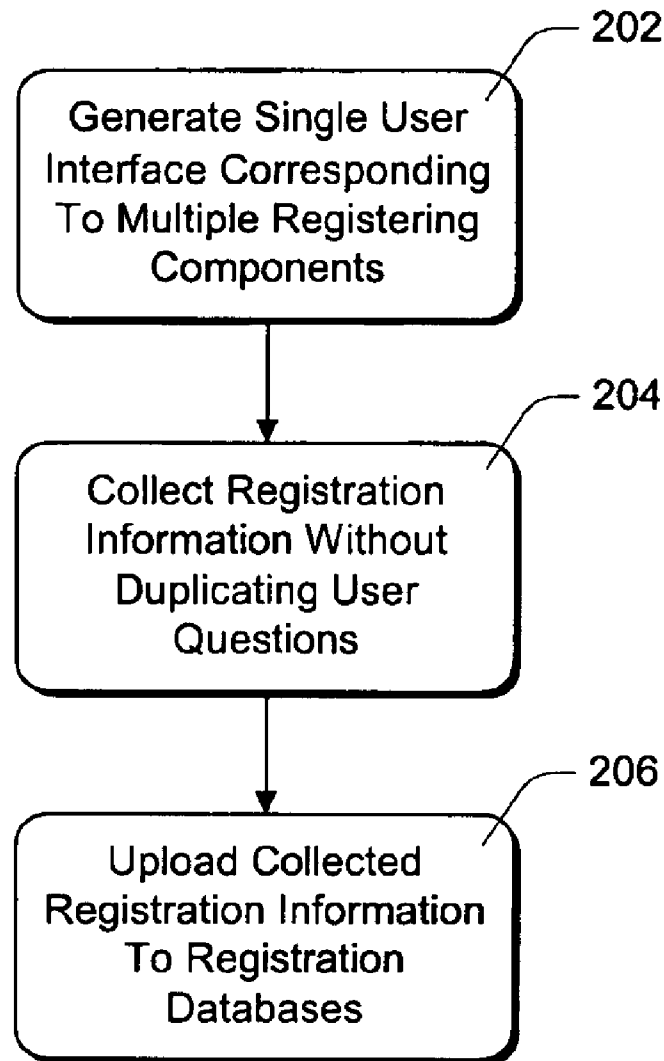 202
Generate Single User
Interface Corresponding
To Multiple Registering
Components
204
Collect Registration
Information Without
Duplicating User
Questions
206
Upload Collected
Registration Information
To Registration
Databases